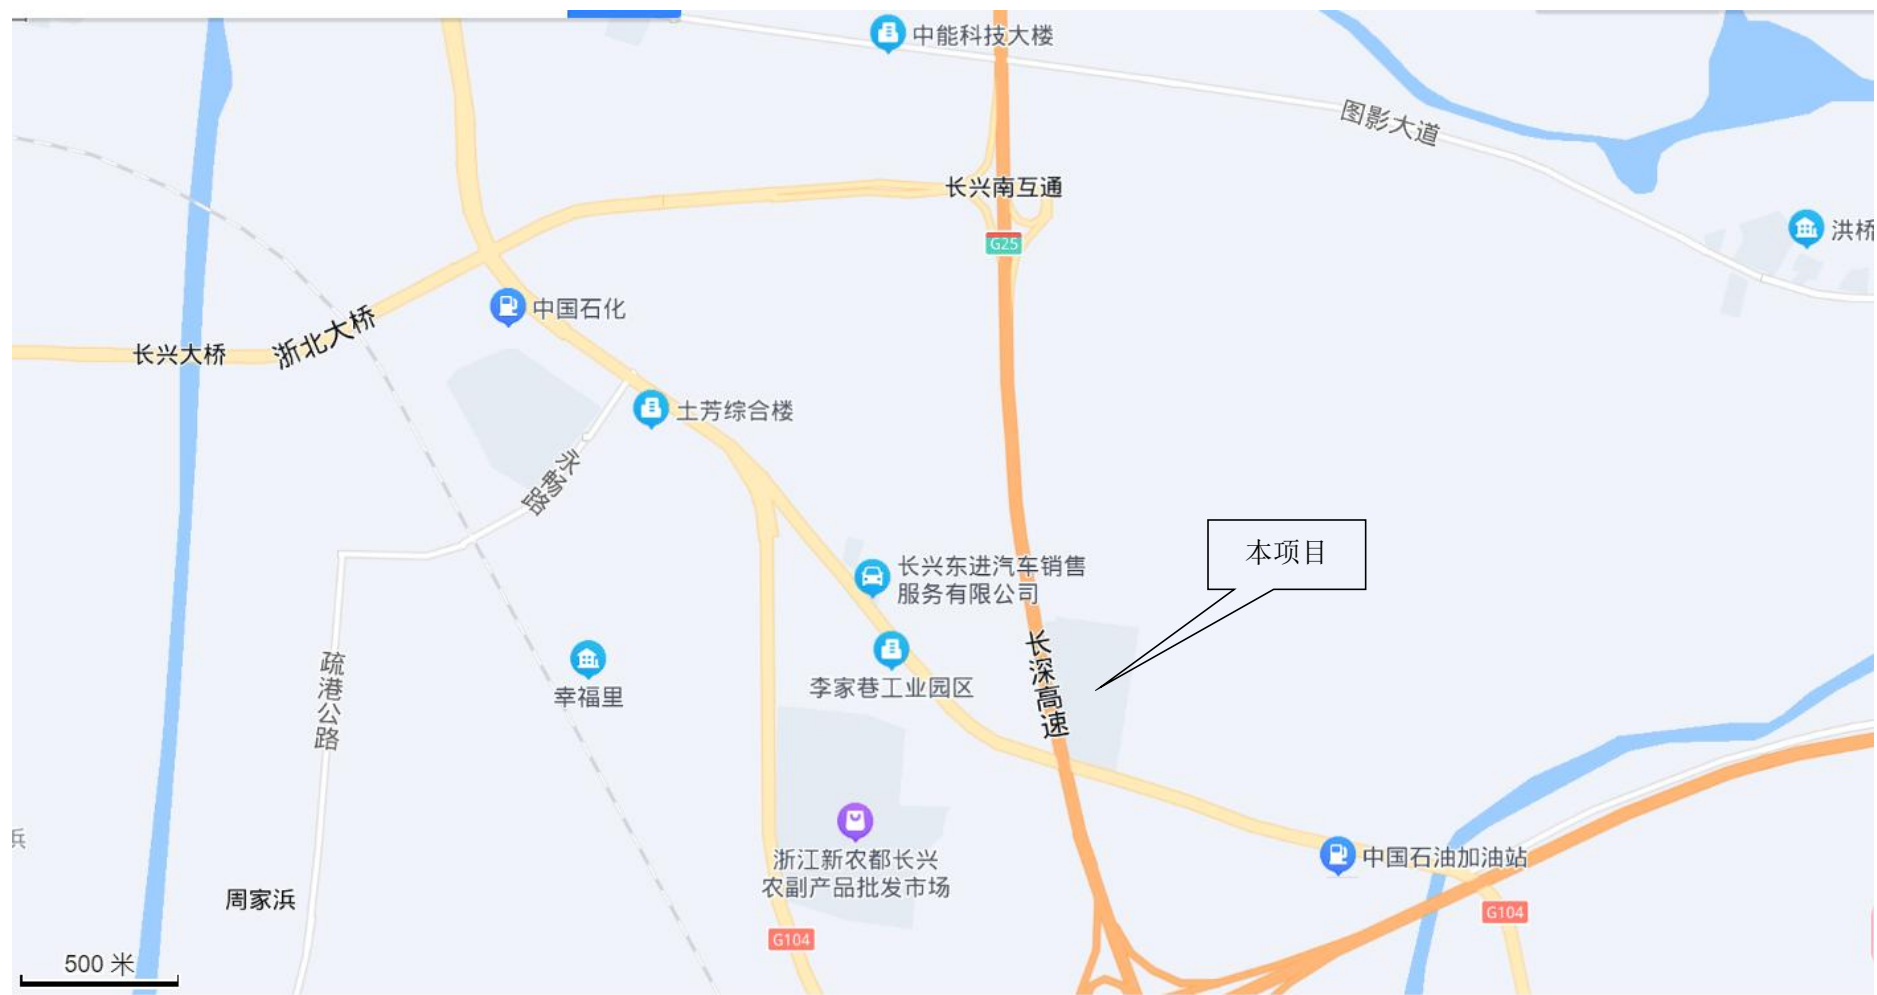 中能科技大楼
图影大道
长兴南互通
G25
洪桥
中国石化
浙北大桥
长兴大桥
土芳综合楼
永畅路
本项目
长兴东进汽车销售
服务有限公司
长深高速
李家巷工业园区
幸福里
疏港公路
浙江新农都长兴
农副产品批发市场
中国石油加油站
周家浜
G104
G104
500 米